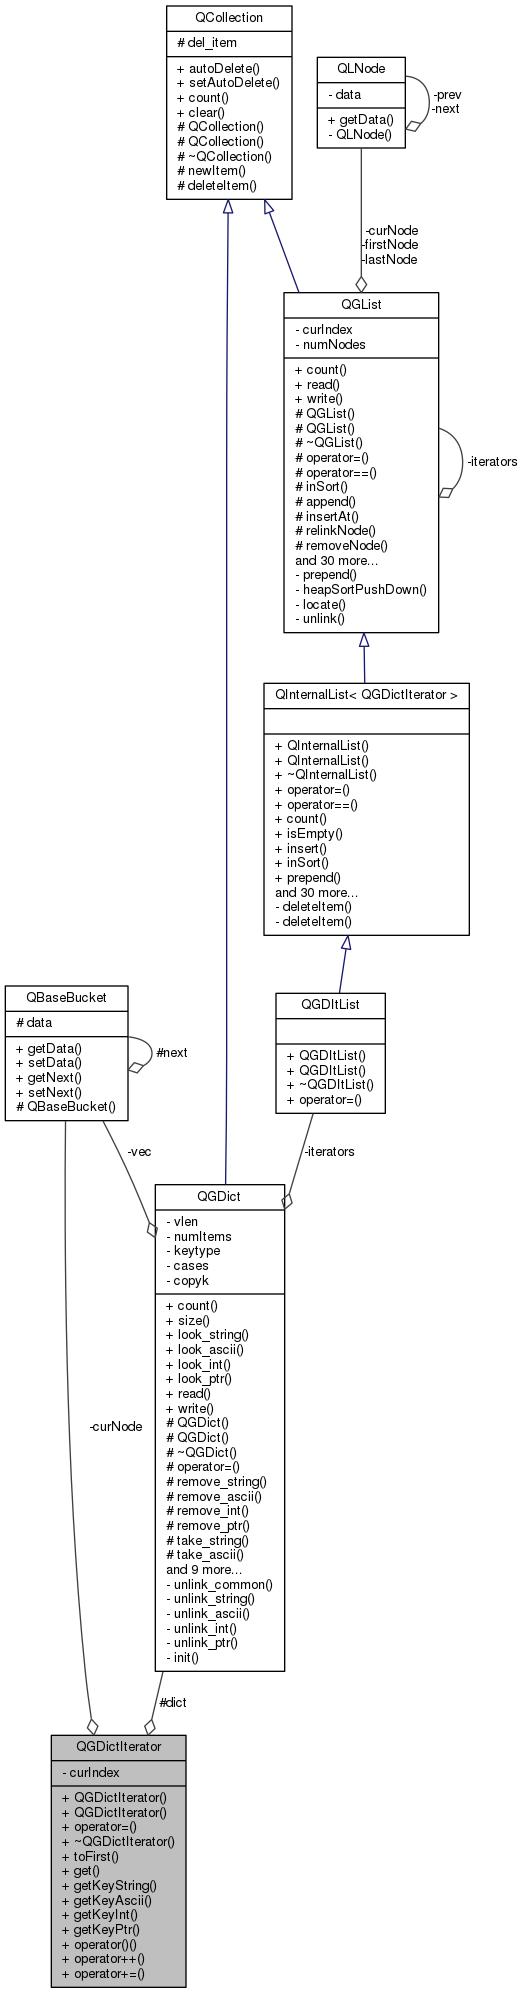 QCollection
# del_item
+ autoDelete()
+ setAutoDelete()
+ count()
+ clear()
# QCollection()
# QCollection()
# ~QCollection()
# newItem()
# deleteItem()
QLNode
- data
+ getData()
- QLNode()
-prev
-next
-curNode
-firstNode
-lastNode
QGList
- curIndex
- numNodes
+ count()
+ read()
+ write()
# QGList()
# QGList()
# ~QGList()
# operator=()
# operator==()
# inSort()
# append()
# insertAt()
# relinkNode()
# removeNode()
and 30 more...
- prepend()
- heapSortPushDown()
- locate()
- unlink()
-iterators
QInternalList< QGDictIterator >
+ QInternalList()
+ QInternalList()
+ ~QInternalList()
+ operator=()
+ operator==()
+ count()
+ isEmpty()
+ insert()
+ inSort()
+ prepend()
and 30 more...
- deleteItem()
- deleteItem()
QBaseBucket
# data
+ getData()
+ setData()
+ getNext()
+ setNext()
# QBaseBucket()
#next
QGDItList
+ QGDItList()
+ QGDItList()
+ ~QGDItList()
+ operator=()
-vec
-iterators
QGDict
- vlen
- numItems
- keytype
- cases
- copyk
+ count()
+ size()
+ look_string()
+ look_ascii()
+ look_int()
+ look_ptr()
+ read()
+ write()
# QGDict()
# QGDict()
# ~QGDict()
# operator=()
# remove_string()
# remove_ascii()
# remove_int()
# remove_ptr()
# take_string()
# take_ascii()
and 9 more...
- unlink_common()
- unlink_string()
- unlink_ascii()
- unlink_int()
- unlink_ptr()
- init()
-curNode
#dict
QGDictIterator
- curIndex
+ QGDictIterator()
+ QGDictIterator()
+ operator=()
+ ~QGDictIterator()
+ toFirst()
+ get()
+ getKeyString()
+ getKeyAscii()
+ getKeyInt()
+ getKeyPtr()
+ operator()()
+ operator++()
+ operator+=()